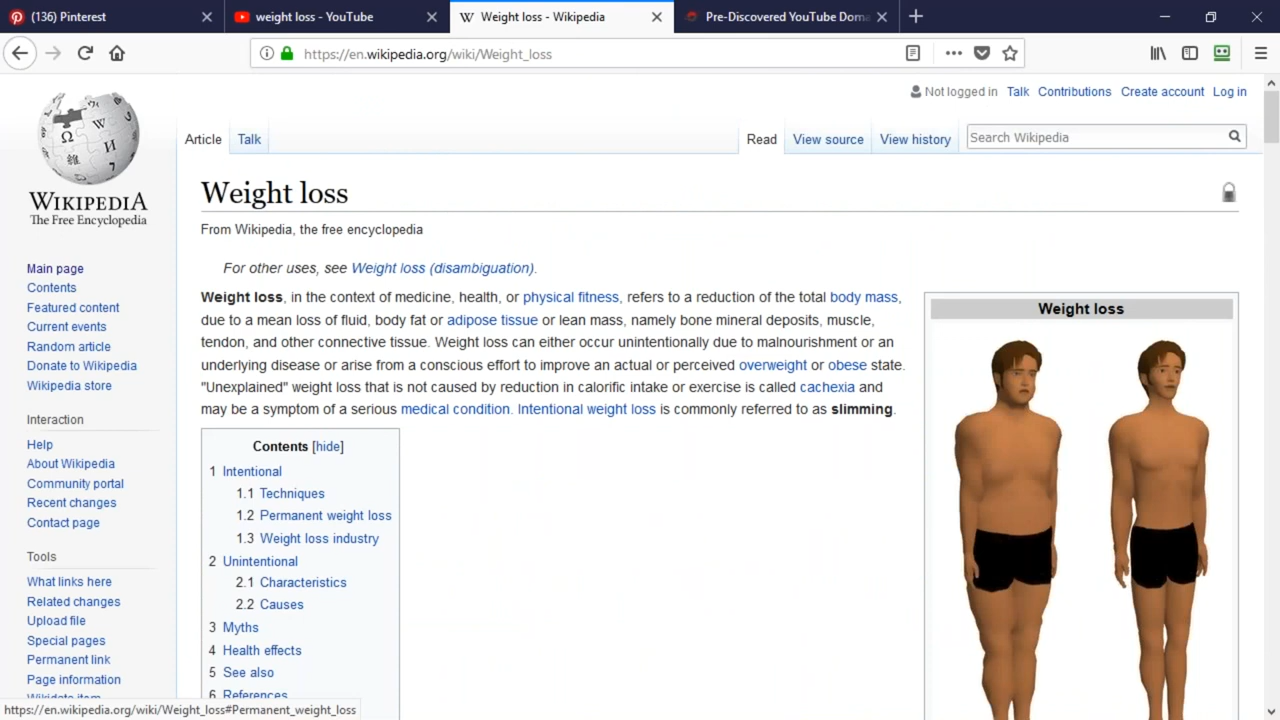 (136) Pinterest
weight loss - YouTube
Weight loss - Wikipedia
Pre-Discovered YouTube Doma
https://en.wikipedia.org/wiki/Weight_loss
Not logged in Talk Contributions Create account Log in
Article Talk Read View source View history Search Wikipedia
WIKIPEDIA
The Free Encyclopedia
Main page
Contents
Featured content
Current events
Random article
Donate to Wikipedia
Wikipedia store
Interaction
Help
About Wikipedia
Community portal
Recent changes
Contact page
Tools
What links here
Related changes
Upload file
Special pages
Permanent link
Page information
Wikidata item
Weight loss
From Wikipedia, the free encyclopedia
For other uses, see Weight loss (disambiguation).
Weight loss, in the context of medicine, health, or physical fitness, refers to a reduction of the total body mass,
due to a mean loss of fluid, body fat or adipose tissue or lean mass, namely bone mineral deposits, muscle,
tendon, and other connective tissue. Weight loss can either occur unintentionally due to malnourishment or an
underlying disease or arise from a conscious effort to improve an actual or perceived overweight or obese state.
"Unexplained" weight loss that is not caused by reduction in calorific intake or exercise is called cachexia and
may be a symptom of a serious medical condition. Intentional weight loss is commonly referred to as slimming.
Contents [hide]
1 Intentional
1.1 Techniques
1.2 Permanent weight loss
1.3 Weight loss industry
2 Unintentional
2.1 Characteristics
2.2 Causes
3 Myths
4 Health effects
5 See also
6 References
Weight loss
https://en.wikipedia.org/wiki/Weight_loss#Permanent_weight_loss